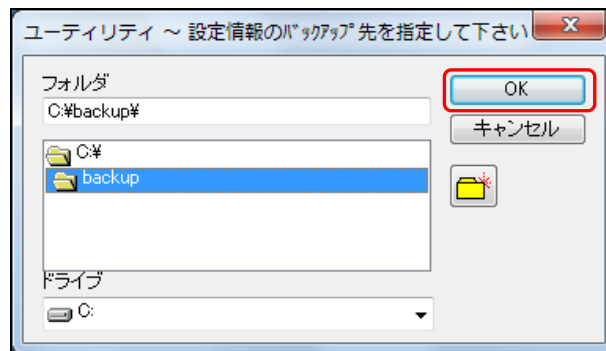 ユーティリティ ～ 設定情報のﾊﾞｯｸｱｯﾌﾟ先を指定して下さい
フォルダ
C:¥backup¥
OK
キャンセル
C:¥
backup
ドライブ
C: